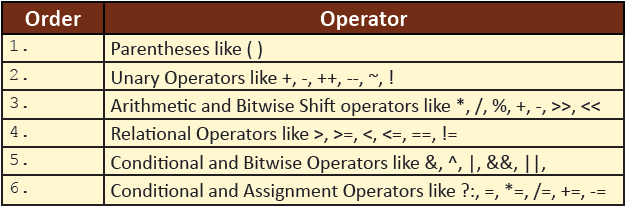 Order Operator
1. Parentheses like ( )
2. Unary Operators like +, -, ++, --, ~, !
3. Arithmetic and Bitwise Shift operators like *, /, %, +, -, >>, <<
4. Relational Operators like >, >=, <, <=, ==, !=
5. Conditional and Bitwise Operators like &, ^, |, &&, ||,
6. Conditional and Assignment Operators like ?:, =, *=, /=, +=, -=